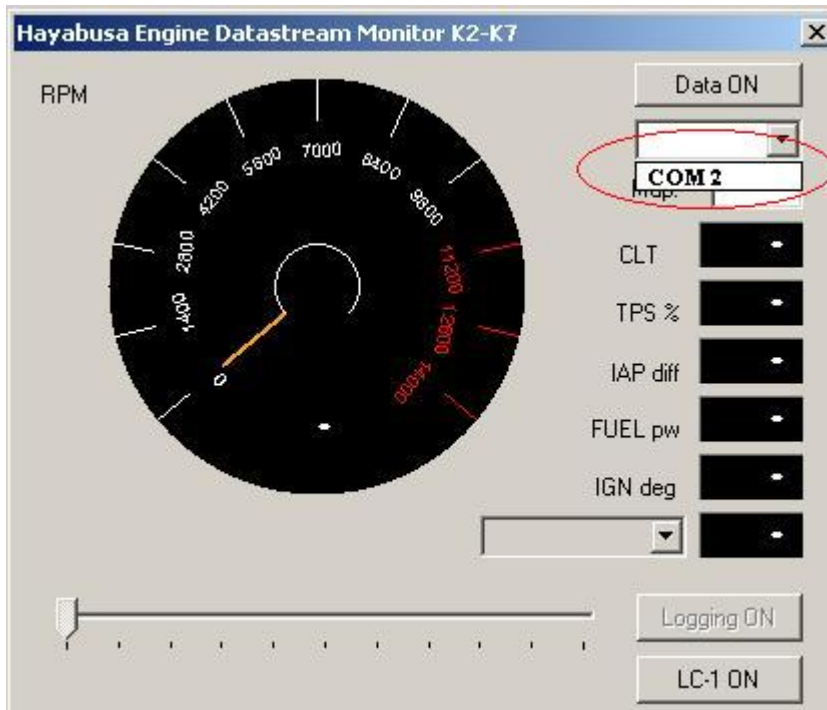 Hayabusa Engine Datastream Monitor K2-K7
RPM
Data ON
COM 2
Map:
CLT
TPS %
IAP diff
FUEL pw
IGN deg
0
1400
2800
4200
5600
7000
8400
9800
11200
12600
14000
Logging ON
LC-1 ON